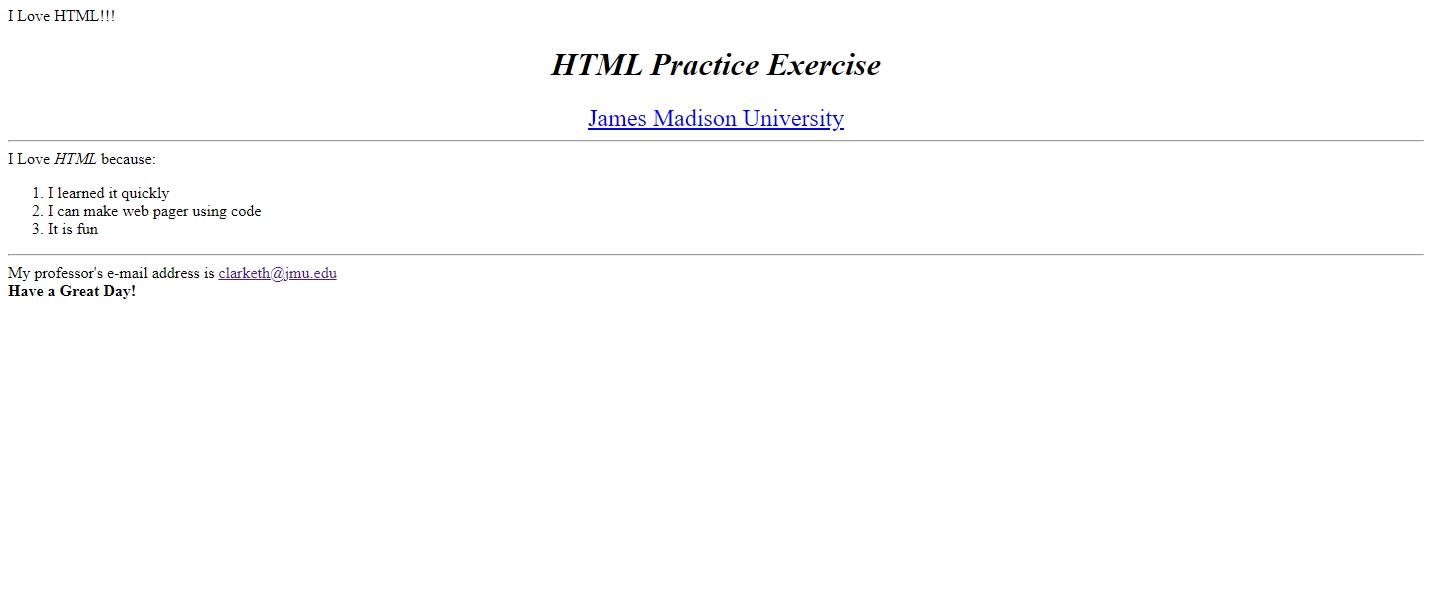 I Love HTML!!!
HTML Practice Exercise
James Madison University
I Love HTML because:
1. I learned it quickly
2. I can make web pager using code
3. It is fun
My professor's e-mail address is clarketh@jmu.edu
Have a Great Day!